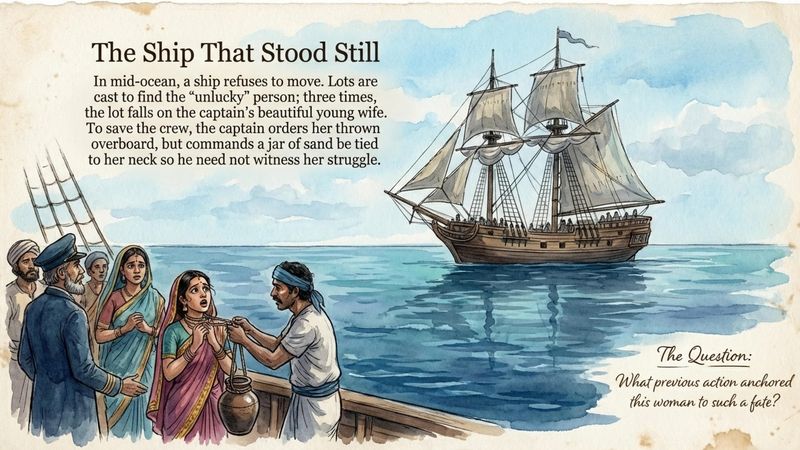 The Ship That Stood Still
In mid-ocean, a ship refuses to move. Lots are
cast to find the “unlucky” person; three times,
the lot falls on the captain’s beautiful young wife.
To save the crew, the captain orders her thrown
overboard, but commands a jar of sand be tied
to her neck so he need not witness her struggle.
The Question:
What previous action anchored
this woman to such a fate?